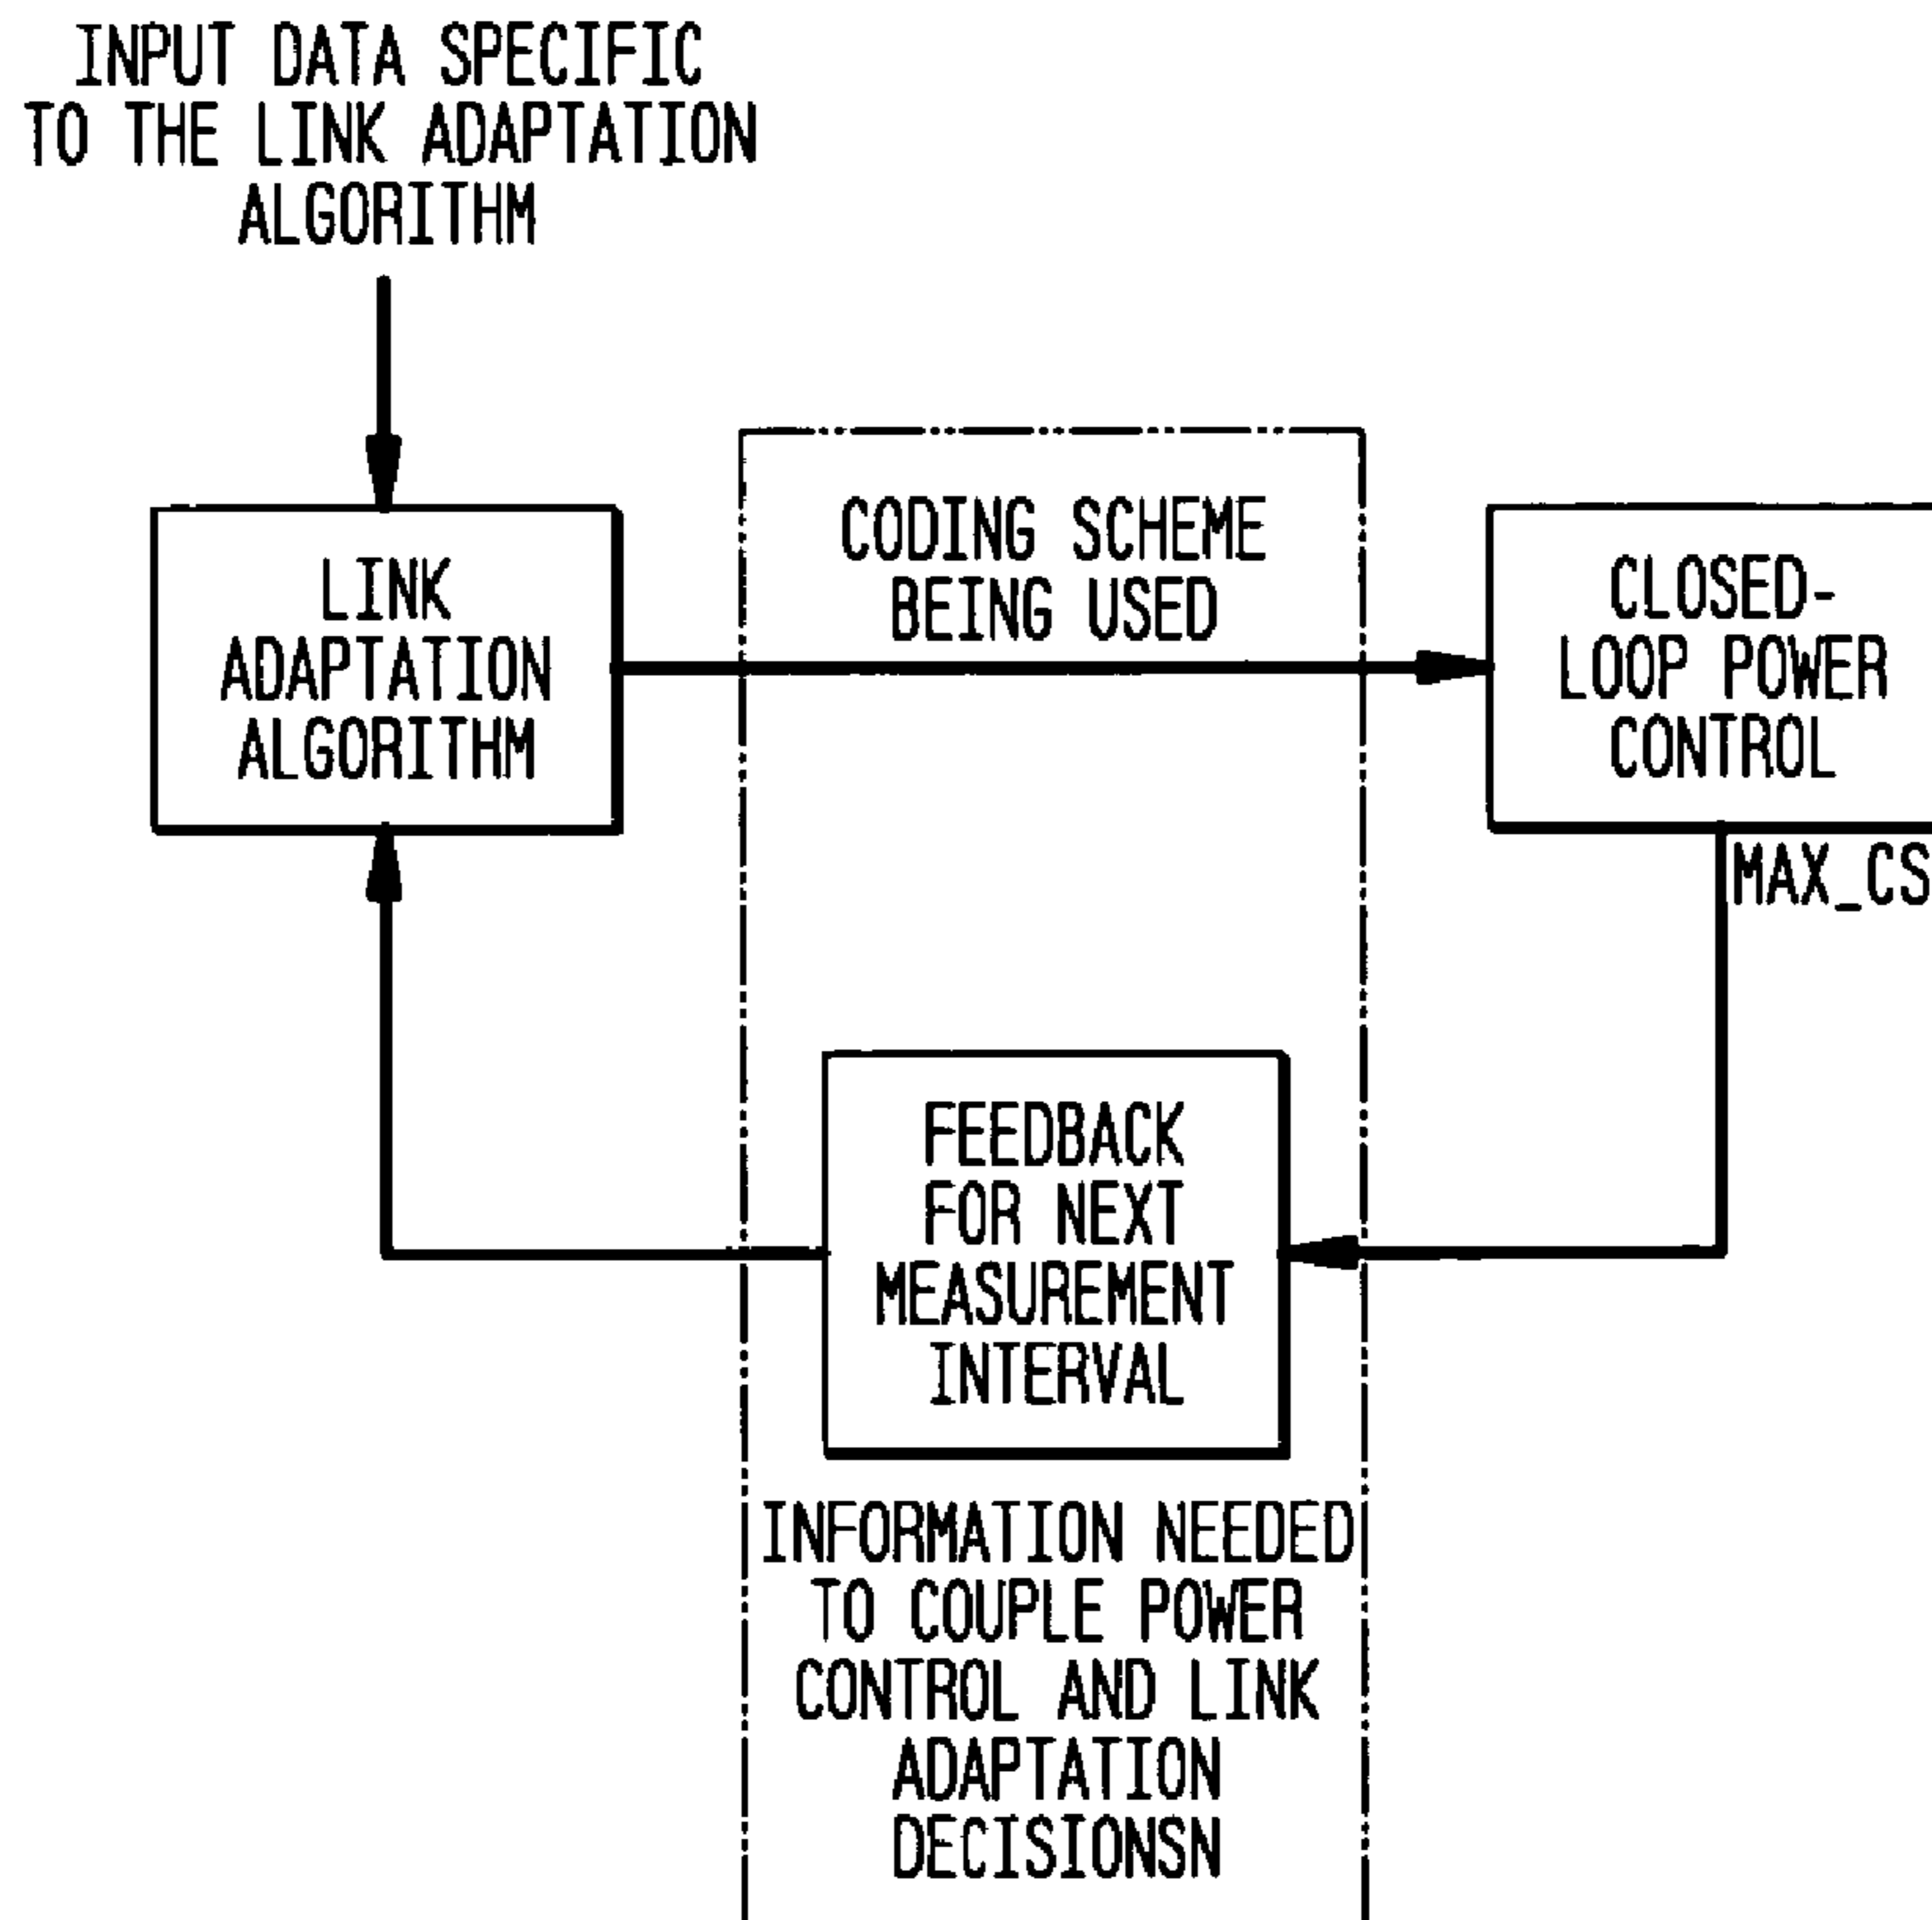 INPUT DATA SPECIFIC
TO THE LINK ADAPTATION
ALGORITHM
LINK
ADAPTATION
ALGORITHM
CODING SCHEME
BEING USED
CLOSED-
LOOP POWER
CONTROL
MAX_CS
FEEDBACK
FOR NEXT
MEASUREMENT
INTERVAL
INFORMATION NEEDED
TO COUPLE POWER
CONTROL AND LINK
ADAPTATION
DECISIONSN